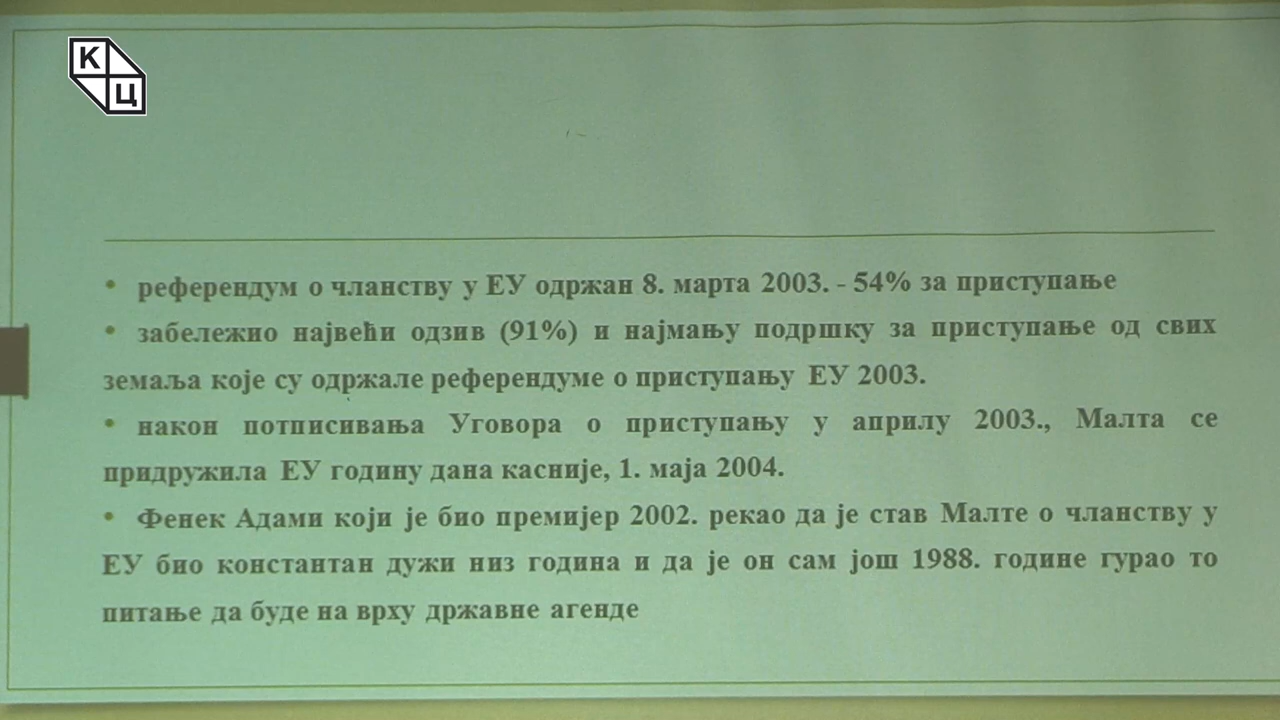 К
Ц
• референдум о чланству у ЕУ одржан 8. марта 2003. - 54% за приступање
• забележио највећи одзив (91%) и најмању подршку за приступање од свих
земаља које су одржале референдуме о приступању ЕУ 2003.
• након потписивања Уговора о приступању у априлу 2003., Малта се
придружила ЕУ годину дана касније, 1. маја 2004.
• Фенек Адами који је био премијер 2002. рекао да је став Малте о чланству у
ЕУ био константан дужи низ година и да је он сам још 1988. године гурао то
питање да буде на врху државне агенде